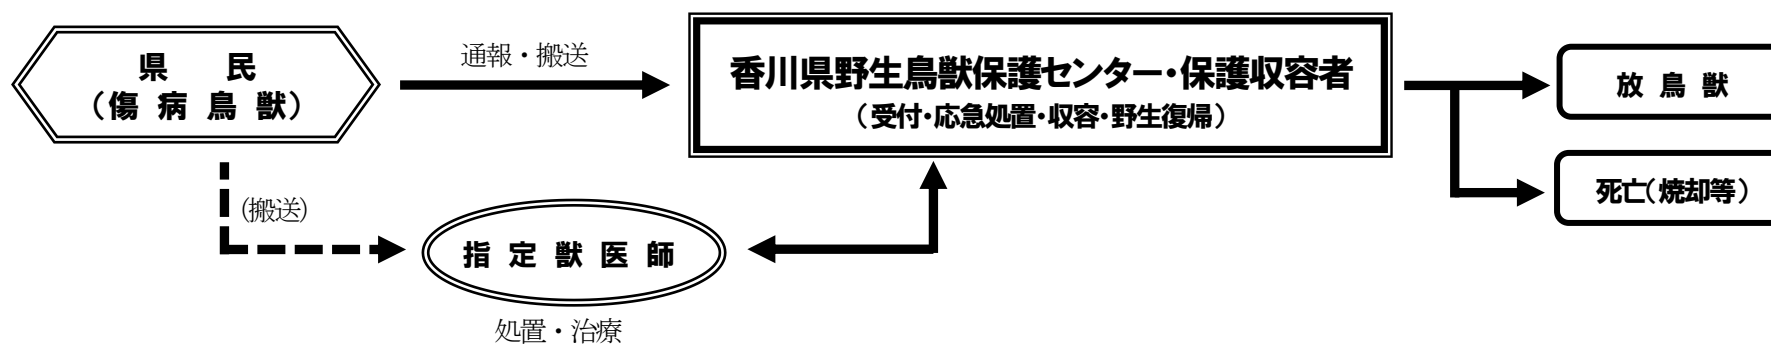 県　民
（傷 病 鳥 獣）
通報・搬送
香川県野生鳥獣保護センター・保護収容者
（受付・応急処置・収容・野生復帰）
放 鳥 獣
死亡（焼却等）
(搬送)
指 定 獣 医 師
処置・治療